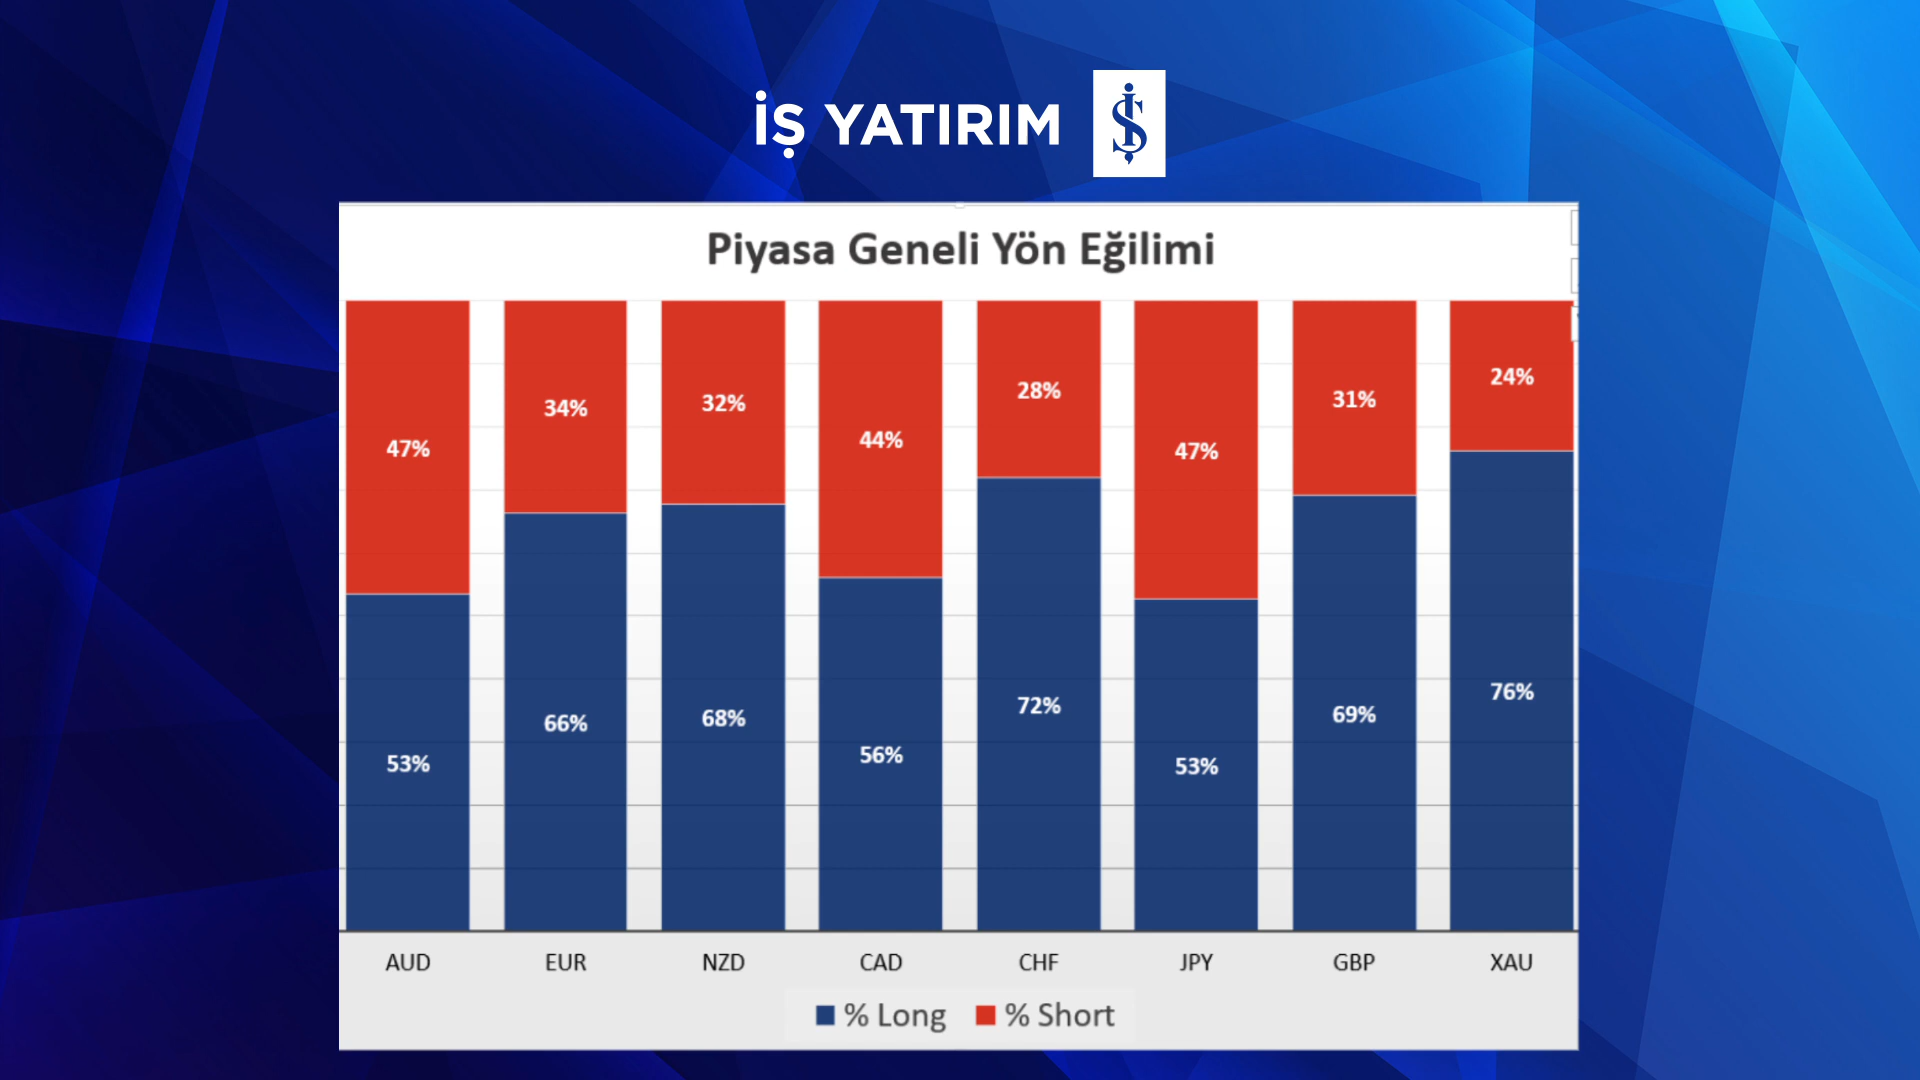 İŞ YATIRIM
Piyasa Geneli Yön Eğilimi
47% 34% 32% 44% 28% 47% 31% 24%
53% 66% 68% 56% 72% 53% 69% 76%
AUD EUR NZD CAD CHF JPY GBP XAU
% Long % Short